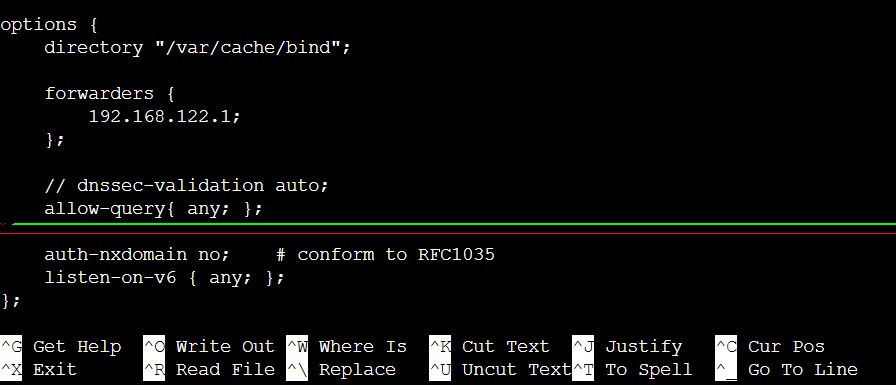 options {
directory "/var/cache/bind";
forwarders {
192.168.122.1;
};
// dnssec-validation auto;
allow-query{ any; };
auth-nxdomain no;    # conform to RFC1035
listen-on-v6 { any; };
};
^G Get Help  ^O Write Out ^W Where Is  ^K Cut Text  ^J Justify   ^C Cur Pos
^X Exit      ^R Read File ^\ Replace   ^U Uncut Text^T To Spell  ^_ Go To Line